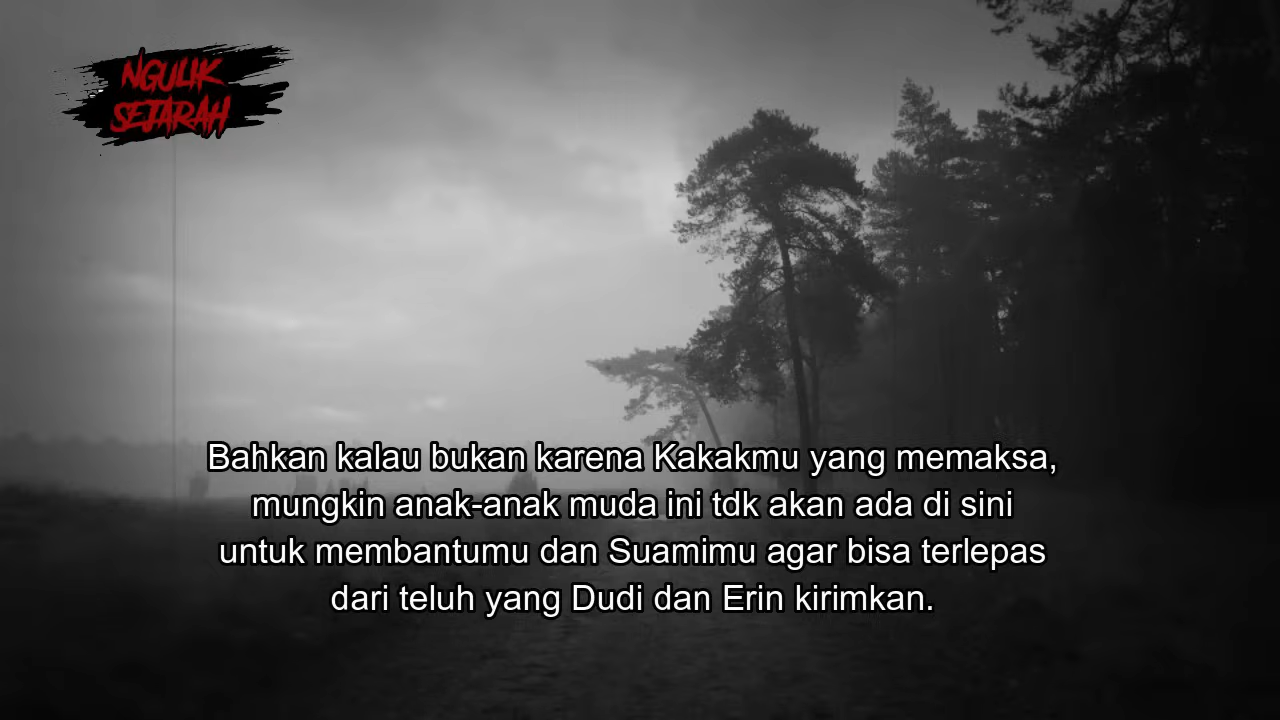 NGULIK
SEJARAH
Bahkan kalau bukan karena Kakakmu yang memaksa,
mungkin anak-anak muda ini tdk akan ada di sini
untuk membantumu dan Suamimu agar bisa terlepas
dari teluh yang Dudi dan Erin kirimkan.